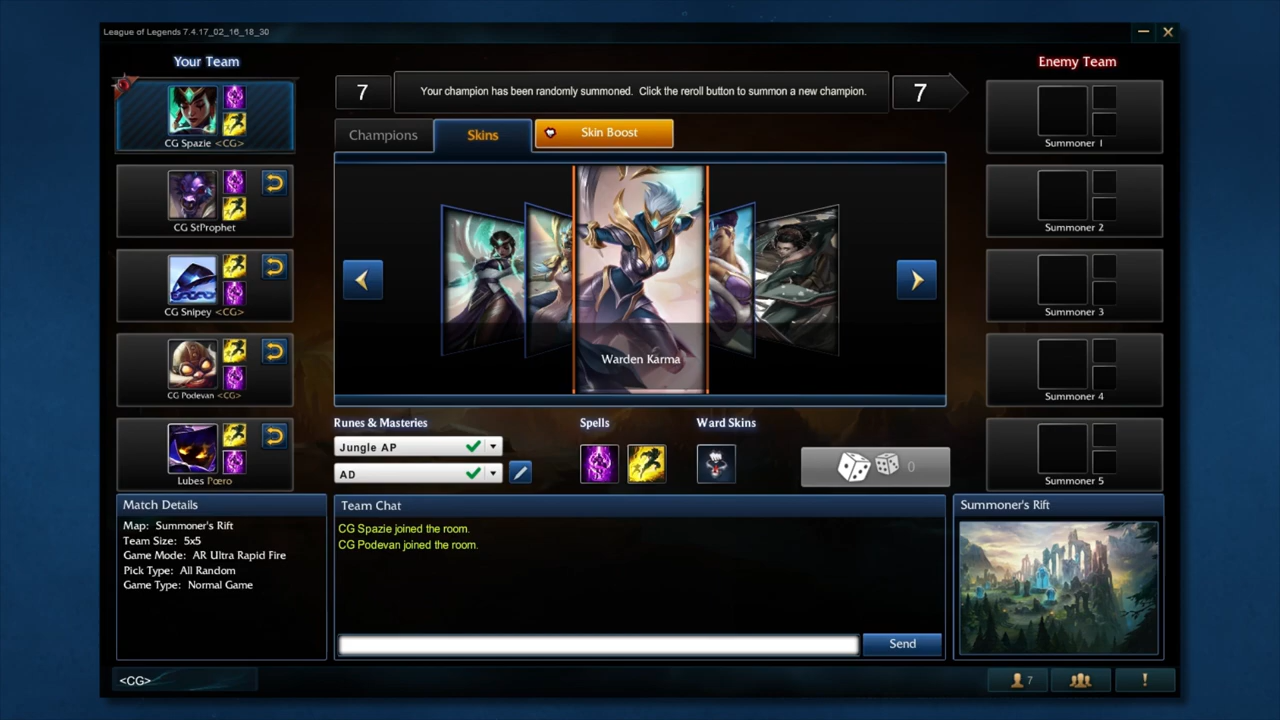 League of Legends 7.4.17_02_16_18_30
Your Team
Enemy Team
7
Your champion has been randomly summoned. Click the reroll button to summon a new champion.
7
Champions
Skins
Skin Boost
CG Spazie <CG>
CG StProphet
CG Snipey <CG>
CG Podevan <CG>
Lubes Pœro
Warden Karma
Summoner 1
Summoner 2
Summoner 3
Summoner 4
Summoner 5
Runes & Masteries
Jungle AP
AD
Spells
Ward Skins
0
Match Details
Map: Summoner's Rift
Team Size: 5x5
Game Mode: AR Ultra Rapid Fire
Pick Type: All Random
Game Type: Normal Game
Team Chat
CG Spazie joined the room.
CG Podevan joined the room.
Send
Summoner's Rift
<CG>
7
!